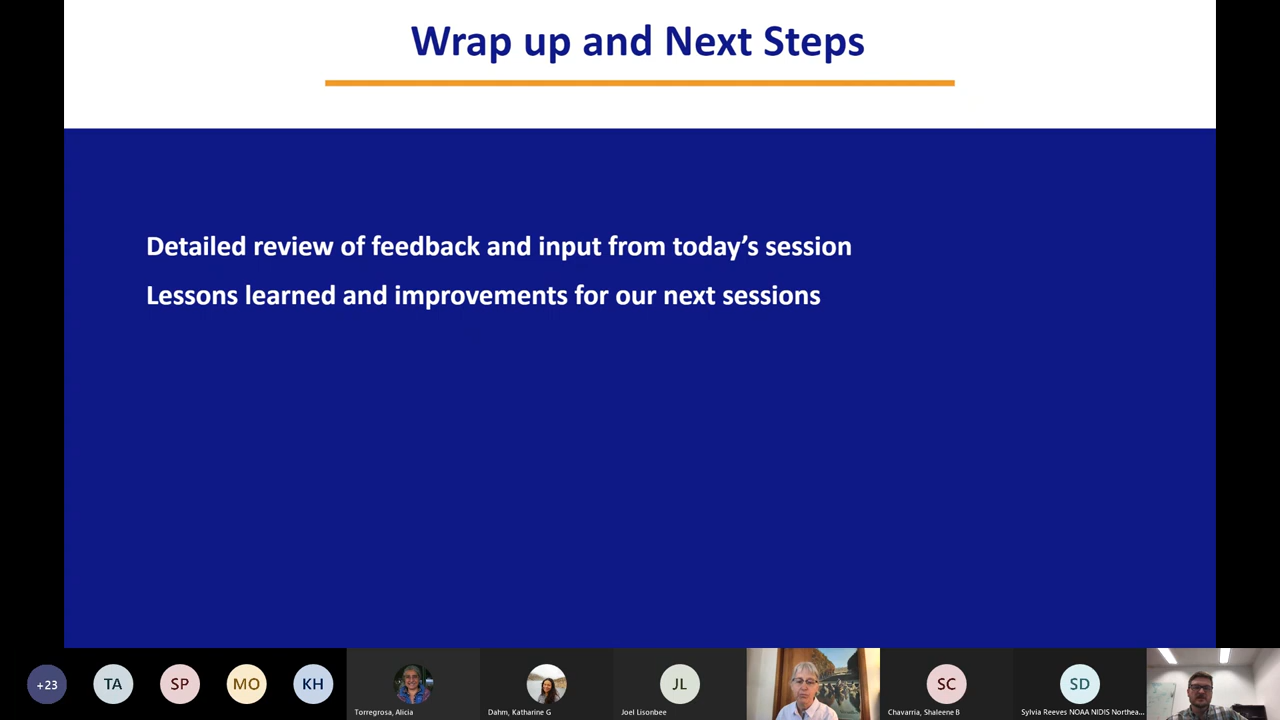 Wrap up and Next Steps
Detailed review of feedback and input from today’s session
Lessons learned and improvements for our next sessions
+23
TA
SP
MO
KH
JL
SC
SD
Torregrosa, Alicia
Dahm, Katharine G
Joel Lisonbee
Chavarria, Shaleene B
Sylvia Reeves NOAA NIDIS Northea...